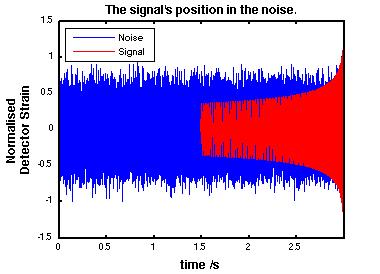 The signal's position in the noise.
1.5
Noise
Signal
1
0.5
0
-0.5
-1
-1.5
Normalised
Detector Strain
0 0.5 1 1.5 2 2.5
time /s